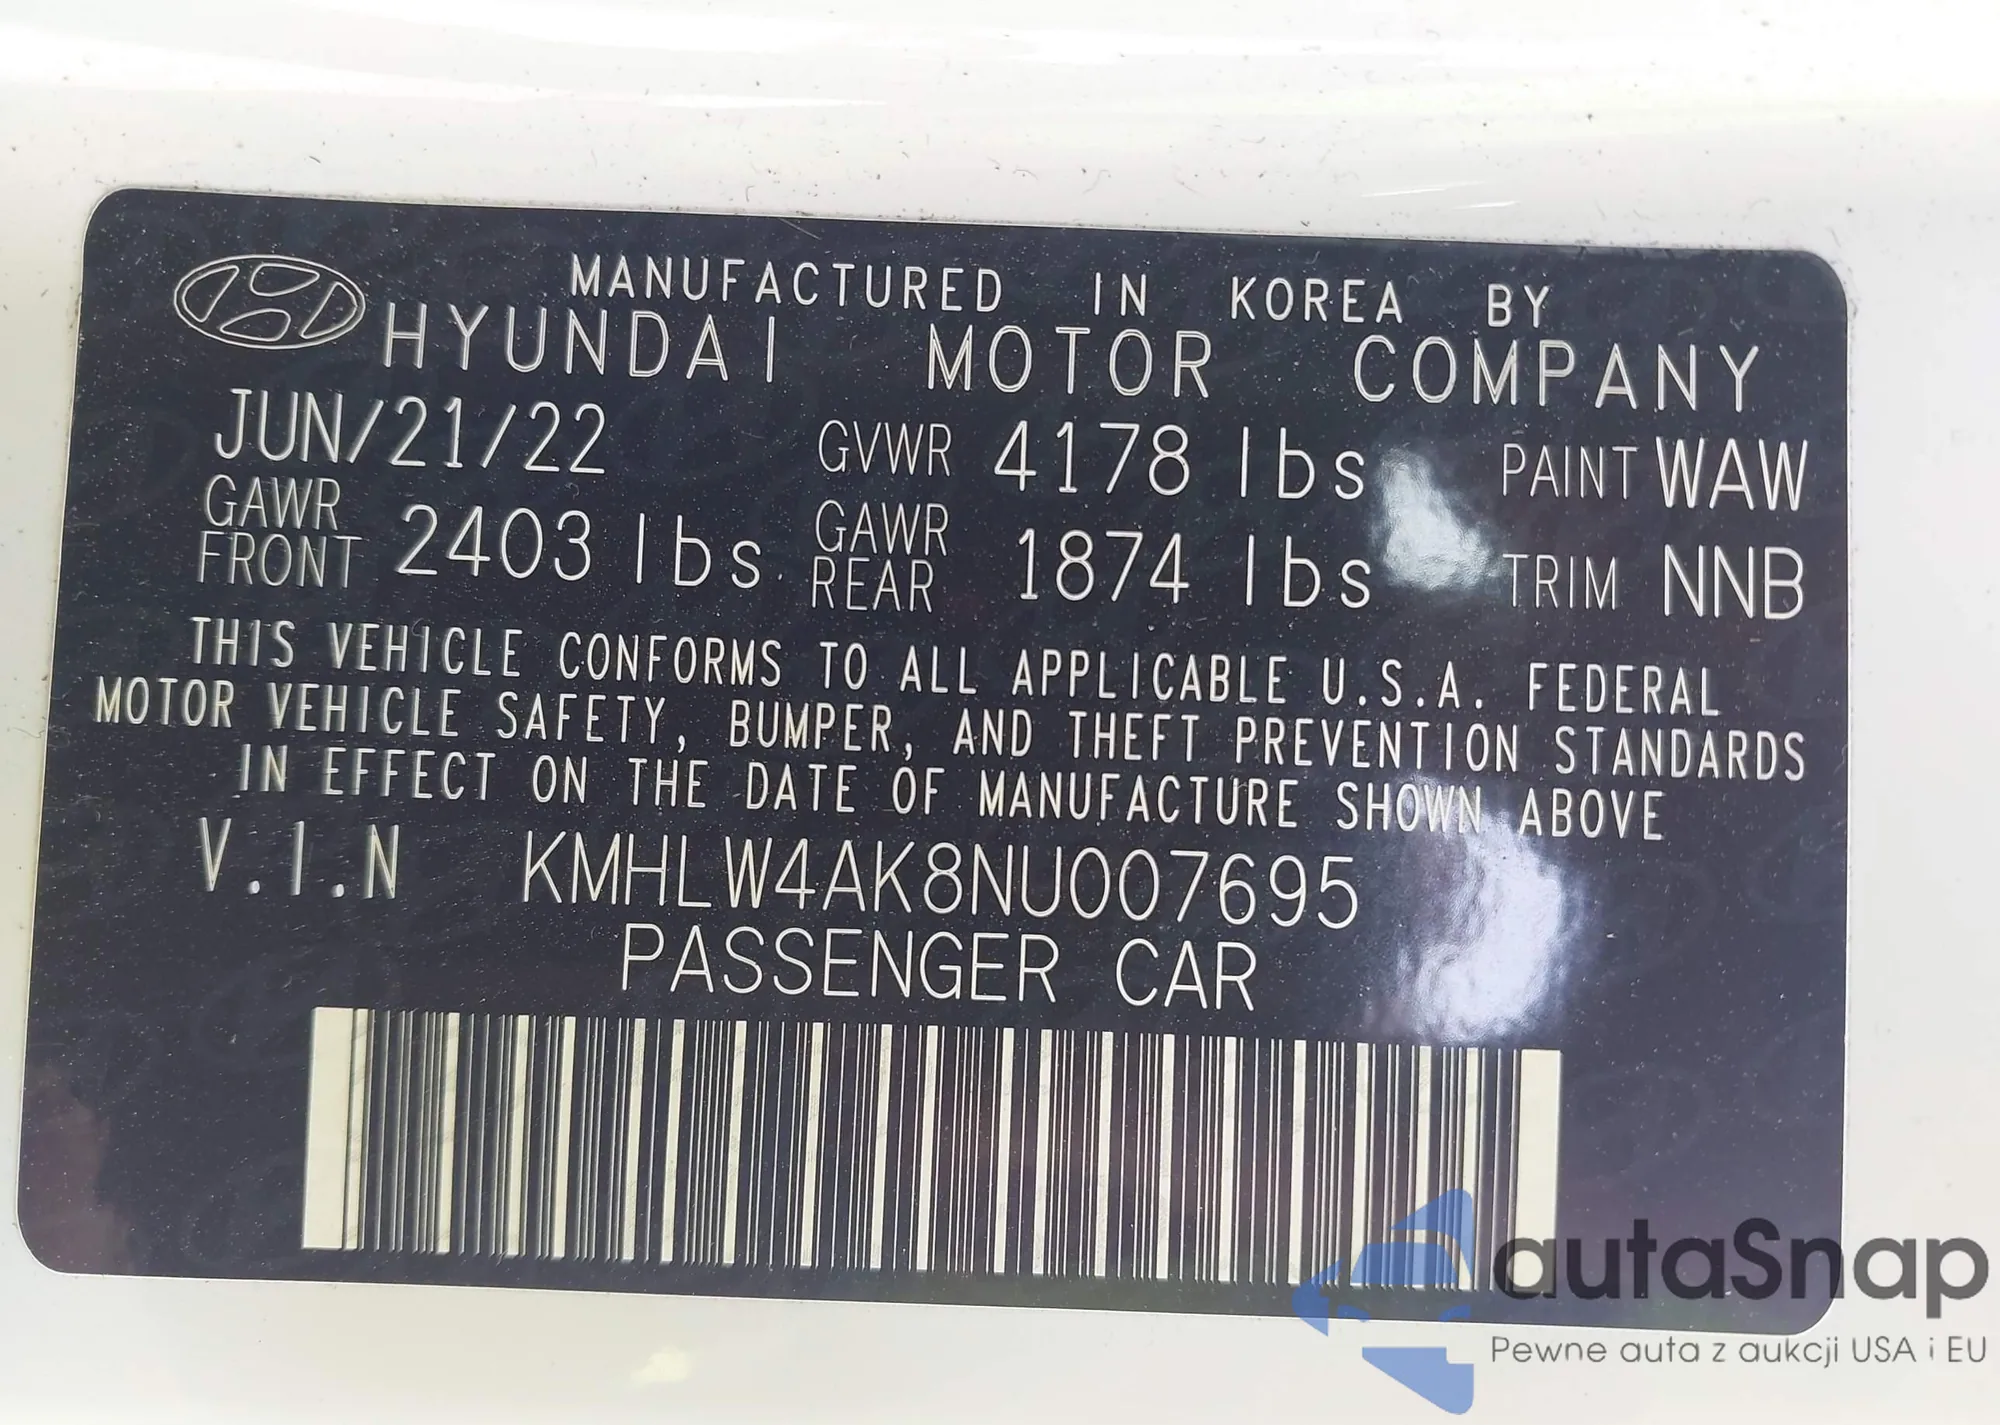 MANUFACTURED IN KOREA BY
HYUNDAI MOTOR COMPANY
JUN/21/22 GVWR 4178 lbs PAINT WAW
GAWR FRONT 2403 lbs GAWR REAR 1874 lbs TRIM NNB
THIS VEHICLE CONFORMS TO ALL APPLICABLE U.S.A. FEDERAL
MOTOR VEHICLE SAFETY, BUMPER, AND THEFT PREVENTION STANDARDS
IN EFFECT ON THE DATE OF MANUFACTURE SHOWN ABOVE
V.I.N KMHLW4AK8NU007695
PASSENGER CAR
autaSnap
Pewne auta z aukcji USA i EU